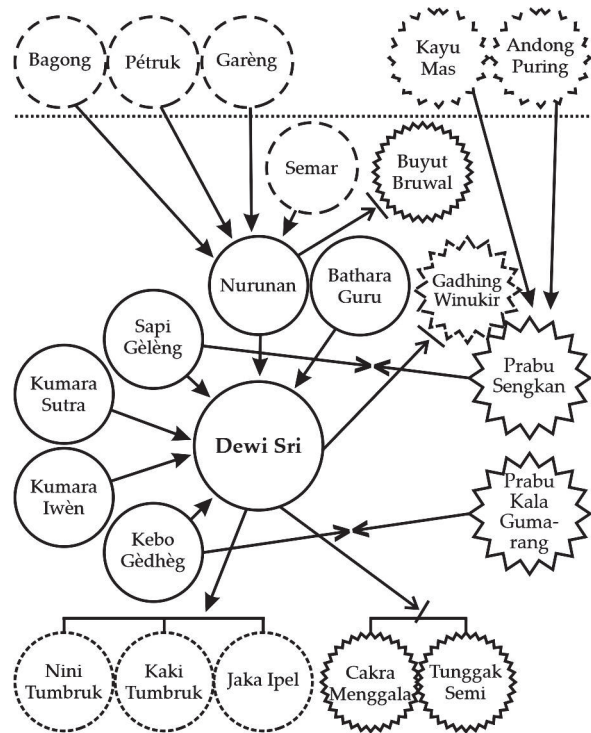 Bagong
Pétruk
Garèng
Kayu
Mas
Andong
Puring
Semar
Buyut
Bruwal
Nurunan
Bathara
Guru
Gadhing
Winukir
Sapi
Gèlèng
Prabu
Sengkan
Kumara
Sutra
Dewi Sri
Kumara
Iwèn
Prabu
Kala
Guma-
rang
Kebo
Gèdhèg
Nini
Tumbruk
Kaki
Tumbruk
Jaka Ipel
Cakra
Menggala
Tunggak
Semi